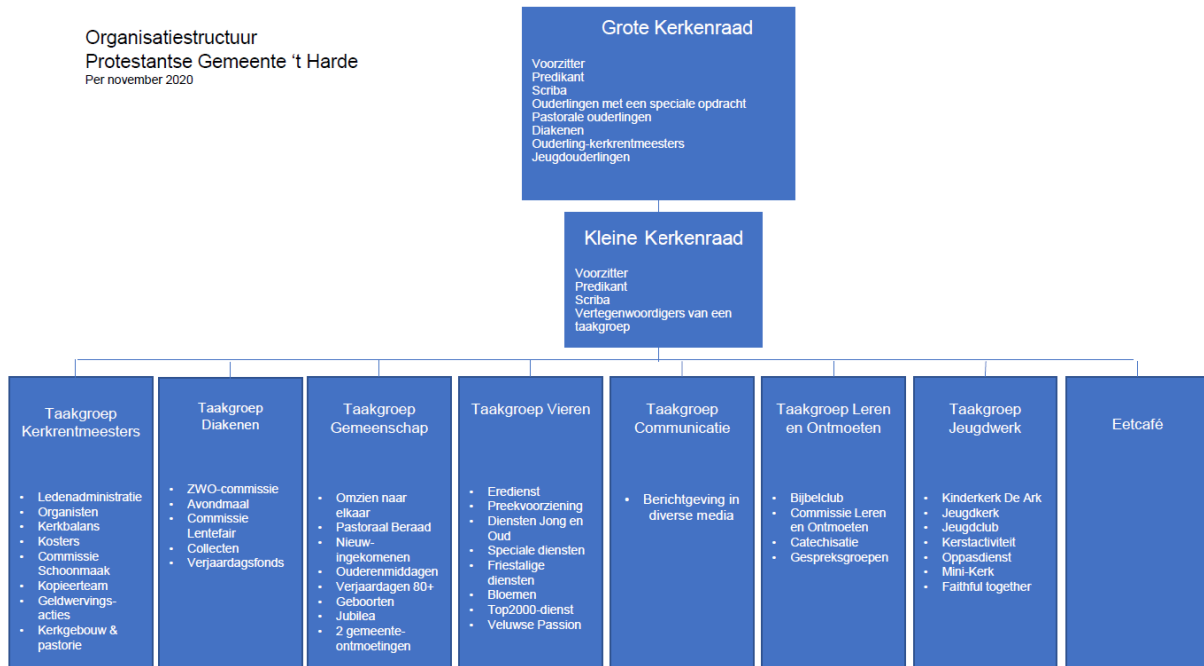 Organisatiestructuur
Protestantse Gemeente ‘t Harde
Per november 2020
Grote Kerkenraad
Voorzitter
Predikant
Scriba
Ouderlingen met een speciale opdracht
Pastorale ouderlingen
Diakenen
Ouderling-kerkrentmeesters
Jeugdouderlingen
Kleine Kerkenraad
Voorzitter
Predikant
Scriba
Vertegenwoordigers van een
taakgroep
Taakgroep
Kerkrentmeesters
• Ledenadministratie
• Organisten
• Kerkbalans
• Kosters
• Commissie
Schoonmaak
• Kopieerteam
• Geldwervings-
acties
• Kerkgebouw &
pastorie
Taakgroep
Diakenen
• ZWO-commissie
• Avondmaal
• Commissie
Lentefair
• Collecten
• Verjaardagsfonds
Taakgroep
Gemeenschap
• Omzien naar
elkaar
• Pastoraal Beraad
• Nieuw-
ingekomenen
• Ouderenmiddagen
• Verjaardagen 80+
• Geboorten
• Jubilea
• 2 gemeente-
ontmoetingen
Taakgroep Vieren
• Eredienst
• Preekvoorziening
• Diensten Jong en
Oud
• Speciale diensten
• Friestalige
diensten
• Bloemen
• Top2000-dienst
• Veluwse Passion
Taakgroep
Communicatie
• Berichtgeving in
diverse media
Taakgroep Leren
en Ontmoeten
• Bijbelclub
• Commissie Leren
en Ontmoeten
• Catechisatie
• Gespreksgroepen
Taakgroep
Jeugdwerk
• Kinderkerk De Ark
• Jeugdkerk
• Jeugdclub
• Kerstactiviteit
• Oppasdienst
• Mini-Kerk
• Faithful together
Eetcafé